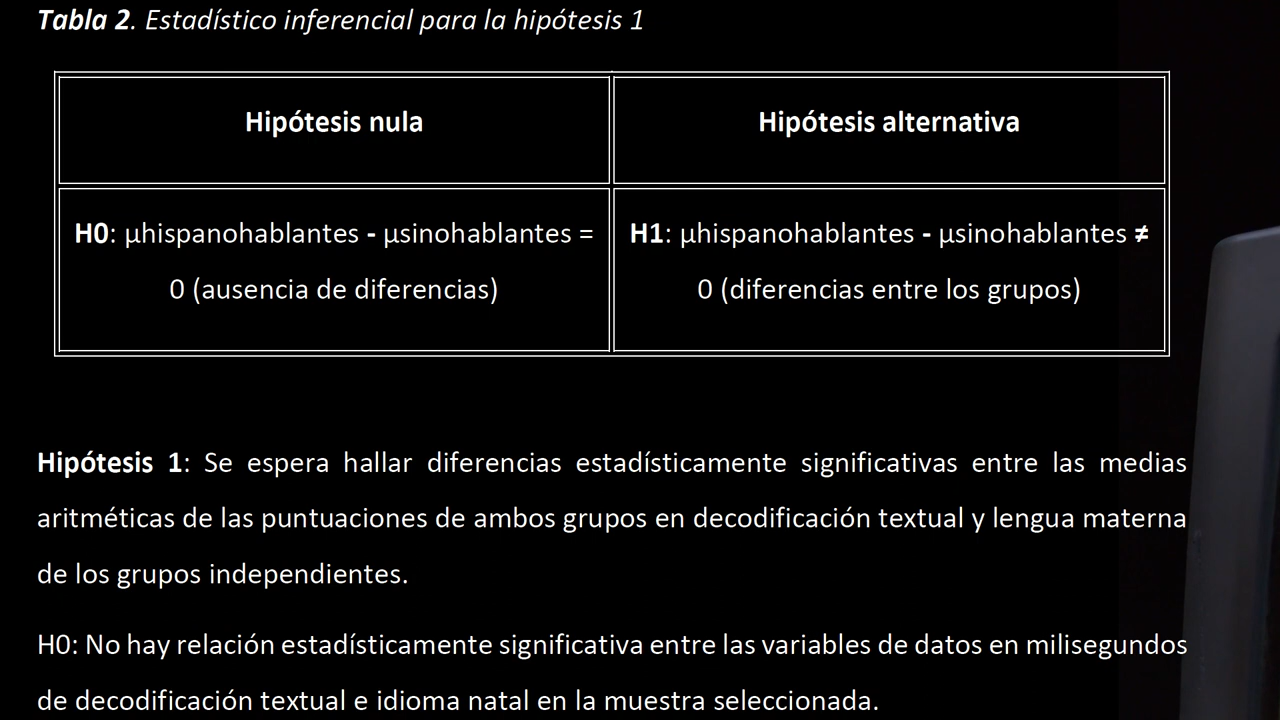 Tabla 2. Estadístico inferencial para la hipótesis 1
Hipótesis nula
Hipótesis alternativa
H0: μhispanohablantes - μsinohablantes =
0 (ausencia de diferencias)
H1: μhispanohablantes - μsinohablantes ≠
0 (diferencias entre los grupos)
Hipótesis 1: Se espera hallar diferencias estadísticamente significativas entre las medias
aritméticas de las puntuaciones de ambos grupos en decodificación textual y lengua materna
de los grupos independientes.
H0: No hay relación estadísticamente significativa entre las variables de datos en milisegundos
de decodificación textual e idioma natal en la muestra seleccionada.